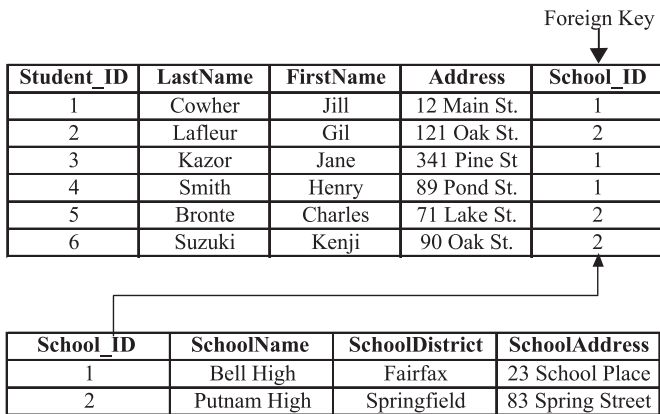 Foreign Key
Student_ID LastName FirstName Address School_ID
1 Cowher Jill 12 Main St. 1
2 Lafleur Gil 121 Oak St. 2
3 Kazor Jane 341 Pine St 1
4 Smith Henry 89 Pond St. 1
5 Bronte Charles 71 Lake St. 2
6 Suzuki Kenji 90 Oak St. 2
School_ID SchoolName SchoolDistrict SchoolAddress
1 Bell High Fairfax 23 School Place
2 Putnam High Springfield 83 Spring Street